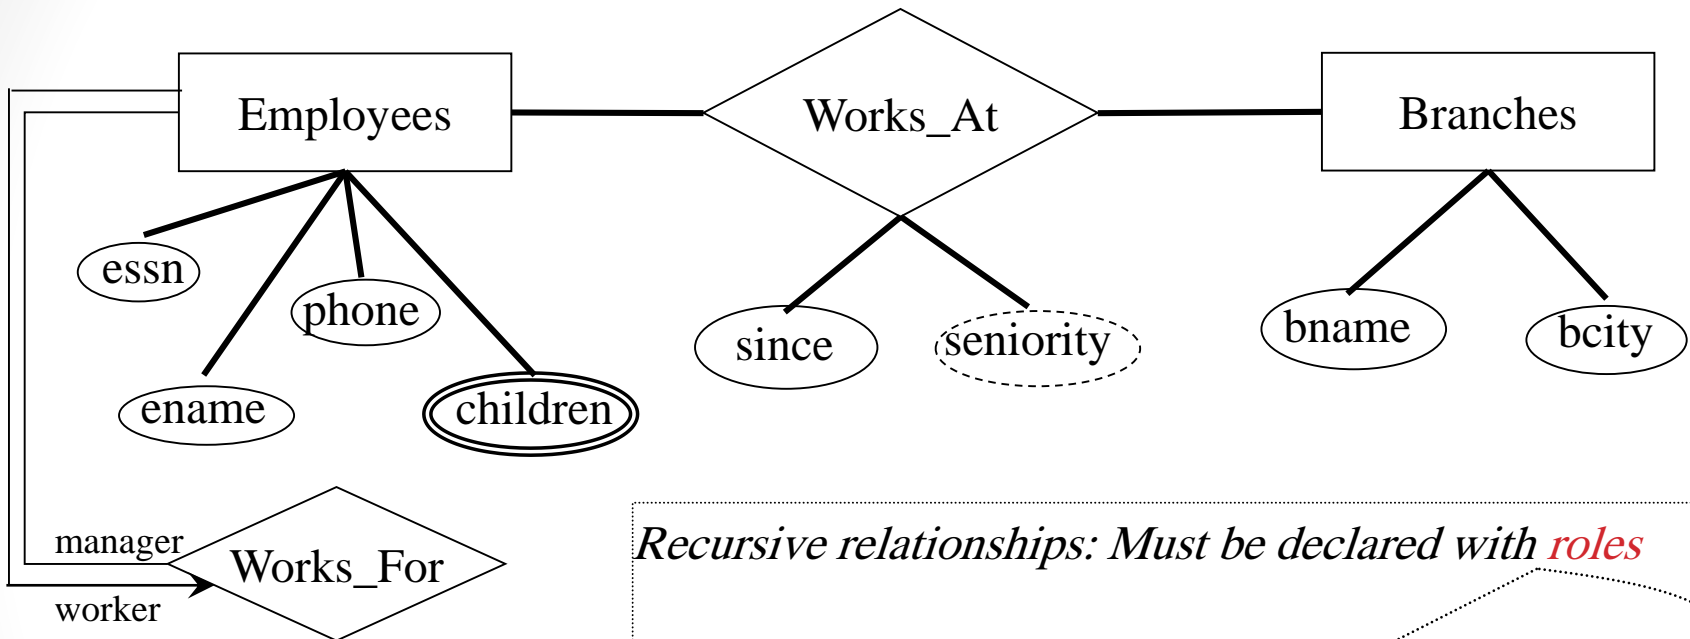 Employees
Works_At
Branches
essn
phone
ename
children
since
seniority
bname
bcity
manager
Works_For
worker
Recursive relationships: Must be declared with roles